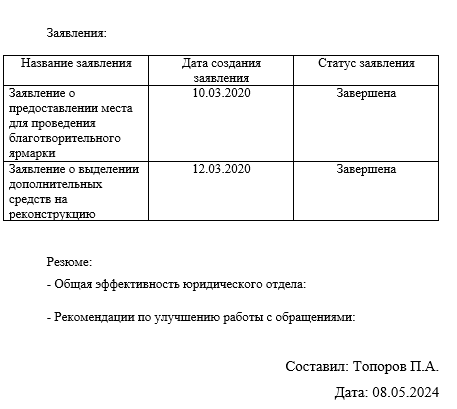 Заявления:
Название заявления Дата создания заявления Статус заявления
Заявление о 10.03.2020 Завершена
предоставлении места
для проведения
благотворительного
ярмарки
Заявление о выделении 12.03.2020 Завершена
дополнительных
средств на
реконструкцию
Резюме:
- Общая эффективность юридического отдела:
- Рекомендации по улучшению работы с обращениями:
Составил: Топоров П.А.
Дата: 08.05.2024